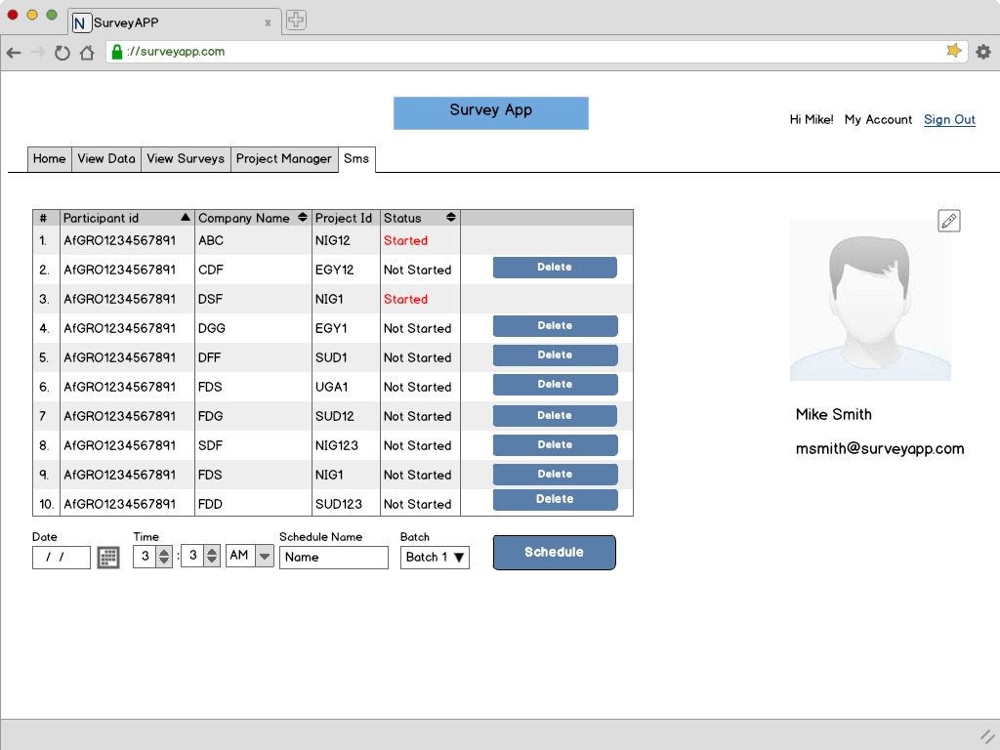 N SurveyAPP x
://surveyapp.com
Survey App
Hi Mike! My Account Sign Out
Home View Data View Surveys Project Manager Sms
# Participant id Company Name Project Id Status
1. AfGRO1234567891 ABC NIG12 Started
2. AfGRO1234567891 CDF EGY12 Not Started Delete
3. AfGRO1234567891 DSF NIG1 Started
4. AfGRO1234567891 DGG EGY1 Not Started Delete
5. AfGRO1234567891 DFF SUD1 Not Started Delete
6. AfGRO1234567891 FDS UGA1 Not Started Delete
7 AfGRO1234567891 FDG SUD12 Not Started Delete
8. AfGRO1234567891 SDF NIG123 Not Started Delete
9. AfGRO1234567891 FDS NIG1 Not Started Delete
10. AfGRO1234567891 FDD SUD123 Not Started Delete
Mike Smith
msmith@surveyapp.com
Date Time Schedule Name Batch
/ / 3 : 3 AM Name Batch 1 Schedule